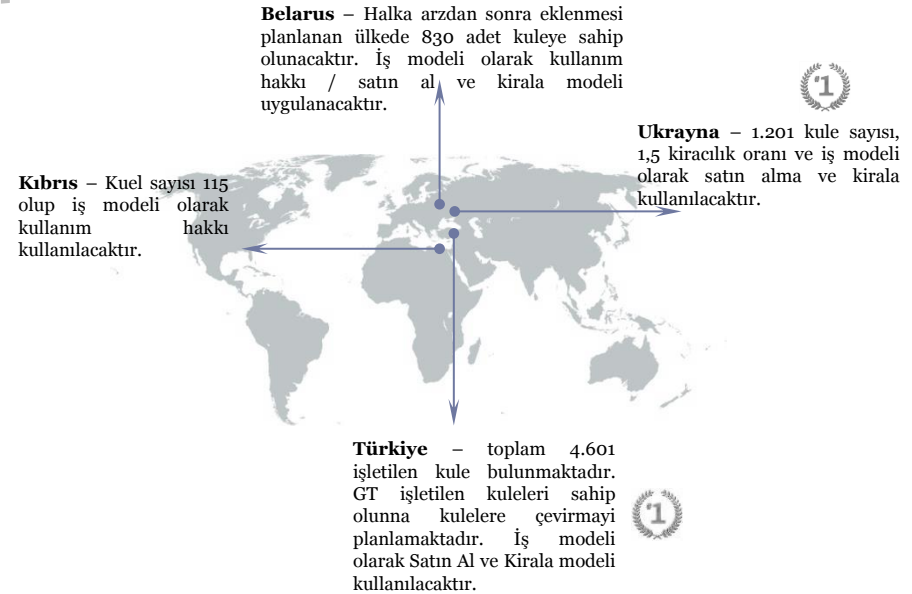 Belarus – Halka arzdan sonra eklenmesi
planlanan ülkede 830 adet kuleye sahip
olunacaktır. İş modeli olarak kullanım
hakkı / satın al ve kirala modeli
uygulanacaktır.
#1
Ukrayna – 1.201 kule sayısı,
1,5 kiracılık oranı ve iş modeli
olarak satın alma ve kirala
kullanılacaktır.
Kıbrıs – Kuel sayısı 115
olup iş modeli olarak
kullanım hakkı
kullanılacaktır.
Türkiye – toplam 4.601
işletilen kule bulunmaktadır.
GT işletilen kuleleri sahip
olunna kulelere çevirmayi
planlamaktadır. İş modeli
olarak Satın Al ve Kirala modeli
kullanılacaktır.
#1